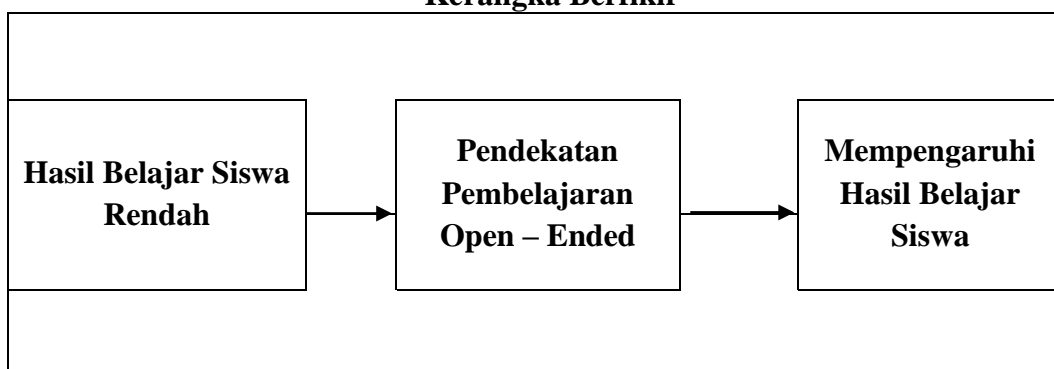 Kerangka Berfikir
Hasil Belajar Siswa
Rendah
Pendekatan
Pembelajaran
Open – Ended
Mempengaruhi
Hasil Belajar
Siswa